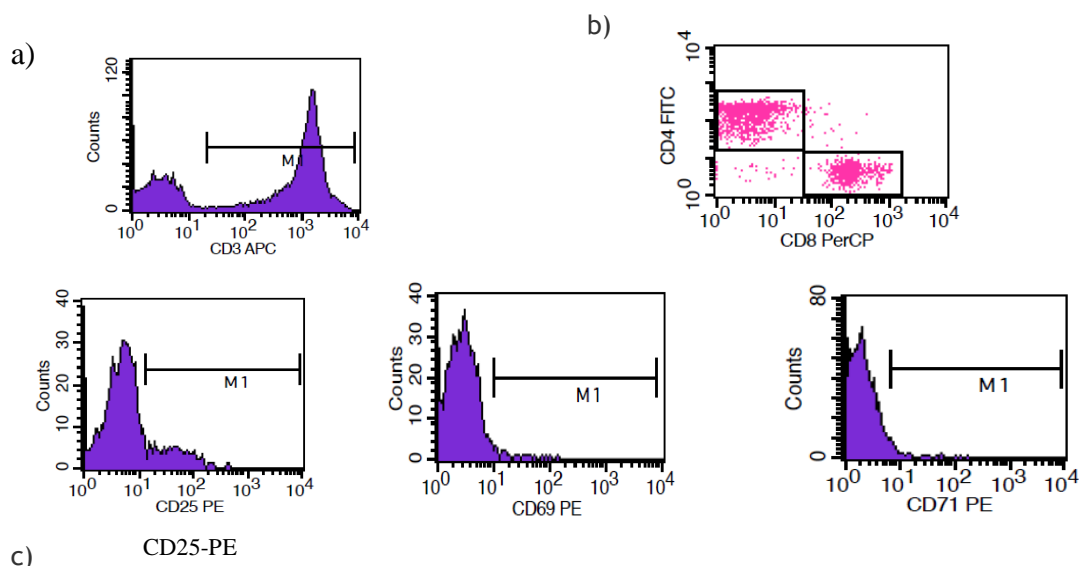 a)
120
Counts
0
M
10^0 10^1 10^2 10^3 10^4
CD3 APC
b)
10^4
CD4 FITC
10^0
10^0 10^1 10^2 10^3 10^4
CD8 PerCP
40
30
20
10
0
Counts
M1
10^0 10^1 10^2 10^3 10^4
CD25 PE
40
30
20
10
0
Counts
M1
10^0 10^1 10^2 10^3 10^4
CD69 PE
80
Counts
0
M1
10^0 10^1 10^2 10^3 10^4
CD71 PE
CD25-PE
c)